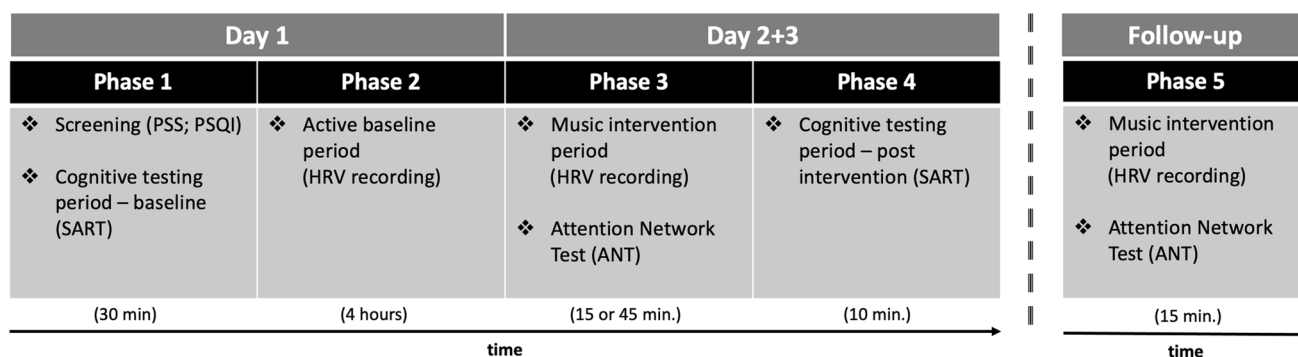 Day 1
Day 2+3
Follow-up
Phase 1
Phase 2
Phase 3
Phase 4
Phase 5
❖ Screening (PSS; PSQI)
❖ Cognitive testing
period – baseline
(SART)
❖ Active baseline
period
(HRV recording)
❖ Music intervention
period
(HRV recording)
❖ Attention Network
Test (ANT)
❖ Cognitive testing
period – post
intervention (SART)
❖ Music intervention
period
(HRV recording)
❖ Attention Network
Test (ANT)
(30 min)
(4 hours)
(15 or 45 min.)
(10 min.)
(15 min.)
time
time